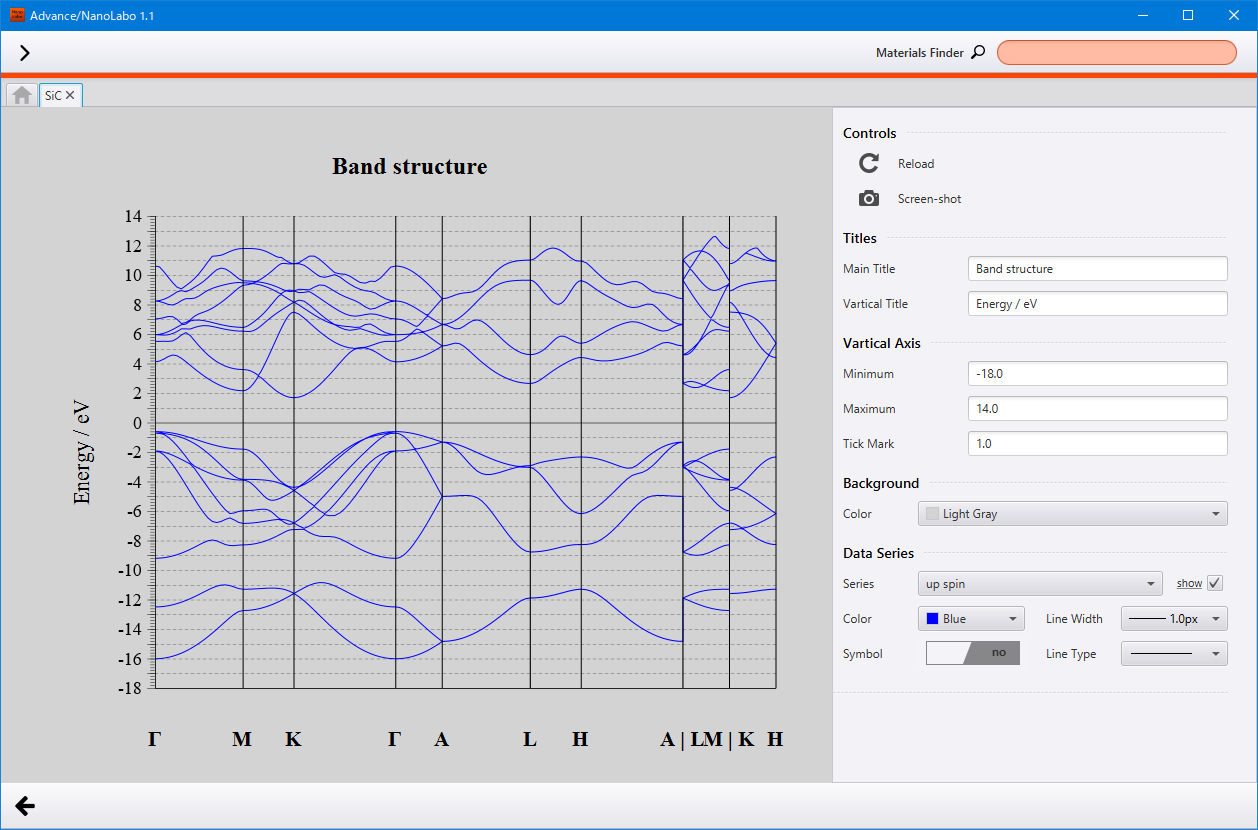 Advance/NanoLabo 1.1
Materials Finder
SiC
Band structure
14
12
10
8
6
4
2
0
-2
-4
-6
-8
-10
-12
-14
-16
-18
Energy / eV
Γ M K Γ A L H A | LM | K H
Controls
Reload
Screen-shot
Titles
Main Title Band structure
Vartical Title Energy / eV
Vartical Axis
Minimum -18.0
Maximum 14.0
Tick Mark 1.0
Background
Color Light Gray
Data Series
Series up spin show
Color Blue Line Width 1.0px
Symbol no Line Type